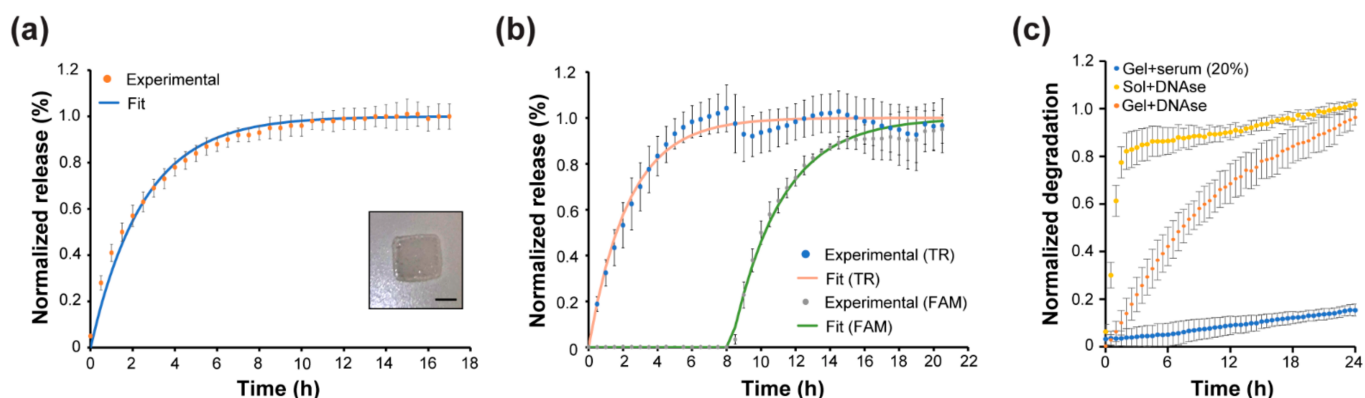 (a)
1.2
1.0
0.8
0.6
0.4
0.2
0
Normalized release (%)
Experimental
Fit
0 2 4 6 8 10 12 14 16 18
Time (h)
(b)
1.2
1.0
0.8
0.6
0.4
0.2
0
Normalized release (%)
Experimental (TR)
Fit (TR)
Experimental (FAM)
Fit (FAM)
0 2 4 6 8 10 12 14 16 18 20 22
Time (h)
(c)
1.2
1.0
0.8
0.6
0.4
0.2
0
Normalized degradation
Gel+serum (20%)
Sol+DNAse
Gel+DNAse
0 6 12 18 24
Time (h)